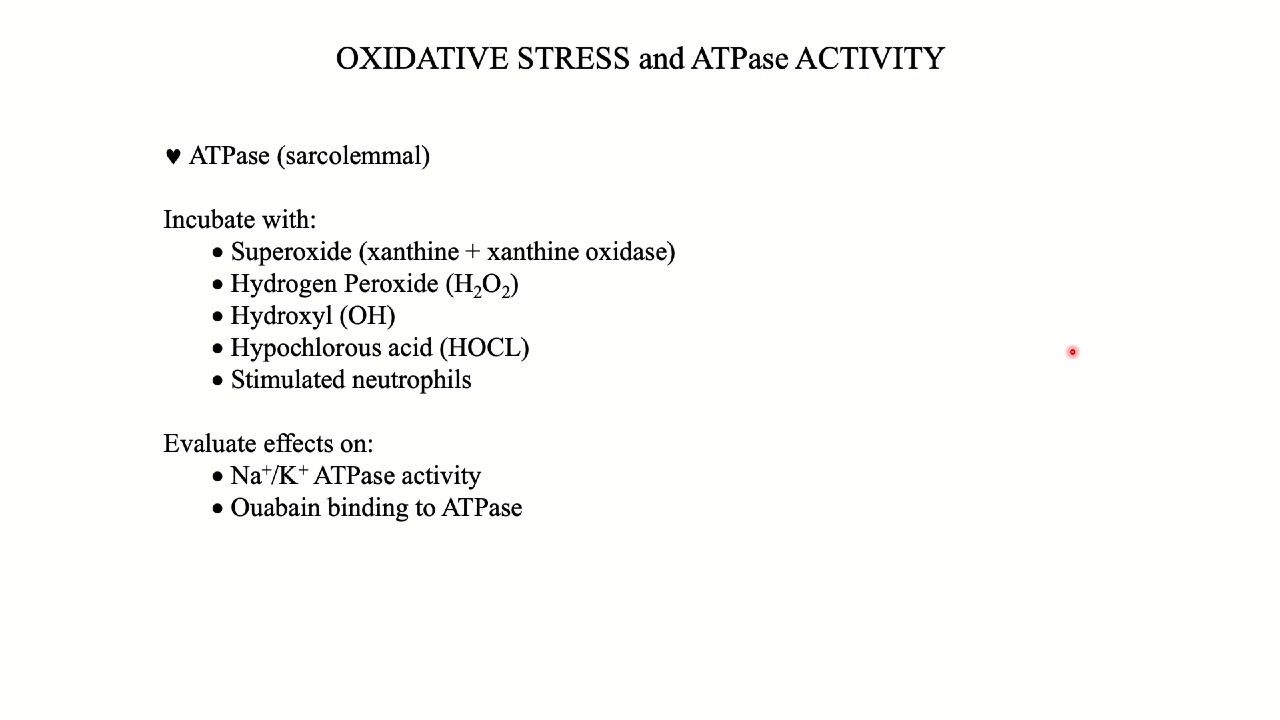 OXIDATIVE STRESS and ATPase ACTIVITY
♥ ATPase (sarcolemmal)
Incubate with:
• Superoxide (xanthine + xanthine oxidase)
• Hydrogen Peroxide (H₂O₂)
• Hydroxyl (OH)
• Hypochlorous acid (HOCL)
• Stimulated neutrophils
Evaluate effects on:
• Na⁺/K⁺ ATPase activity
• Ouabain binding to ATPase